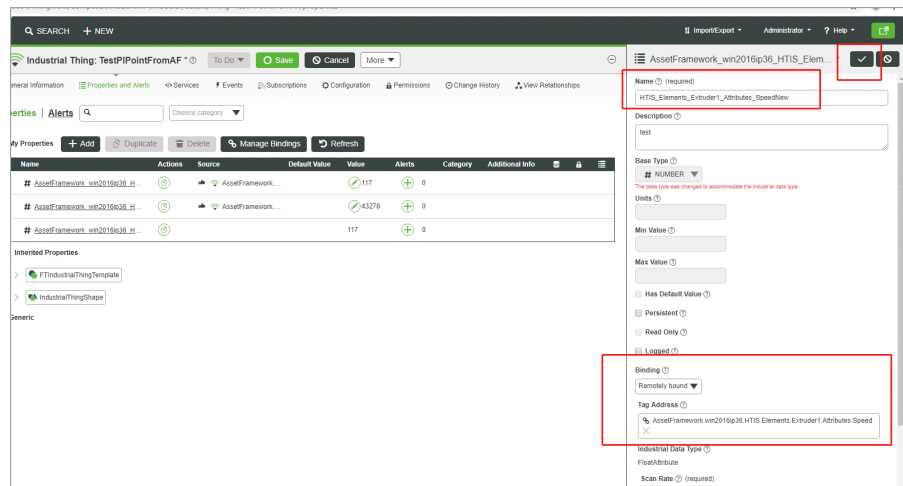 SEARCH + NEW Import/Export Administrator ? Help
Industrial Thing: TestPIPointFromAF * To Do Save Cancel More
General Information Properties and Alerts Services Events Subscriptions Configuration Permissions Change History View Relationships
Properties | Alerts Choose category
My Properties + Add Duplicate Delete Manage Bindings Refresh
Name Actions Source Default Value Value Alerts Category Additional Info
# AssetFramework_win2016ip36_H... AssetFramework.... 117 0
# AssetFramework_win2016ip36_H... AssetFramework.... 43278 0
# AssetFramework_win2016ip36_H... 117 0
Inherited Properties
FTIndustrialThingTemplate
IndustrialThingShape
Generic
AssetFramework_win2016ip36_HTIS_Elem...
Name (required)
HTIS_Elements_Extruder1_Attributes_SpeedNew
Description
test
Base Type
# NUMBER
The base type was changed to accommodate the industrial data type.
Units
Min Value
Max Value
Has Default Value
Persistent
Read Only
Logged
Binding
Remotely bound
Tag Address
AssetFramework.win2016ip36.HTIS.Elements.Extruder1.Attributes.Speed
Industrial Data Type
FloatAttribute
Scan Rate (required)